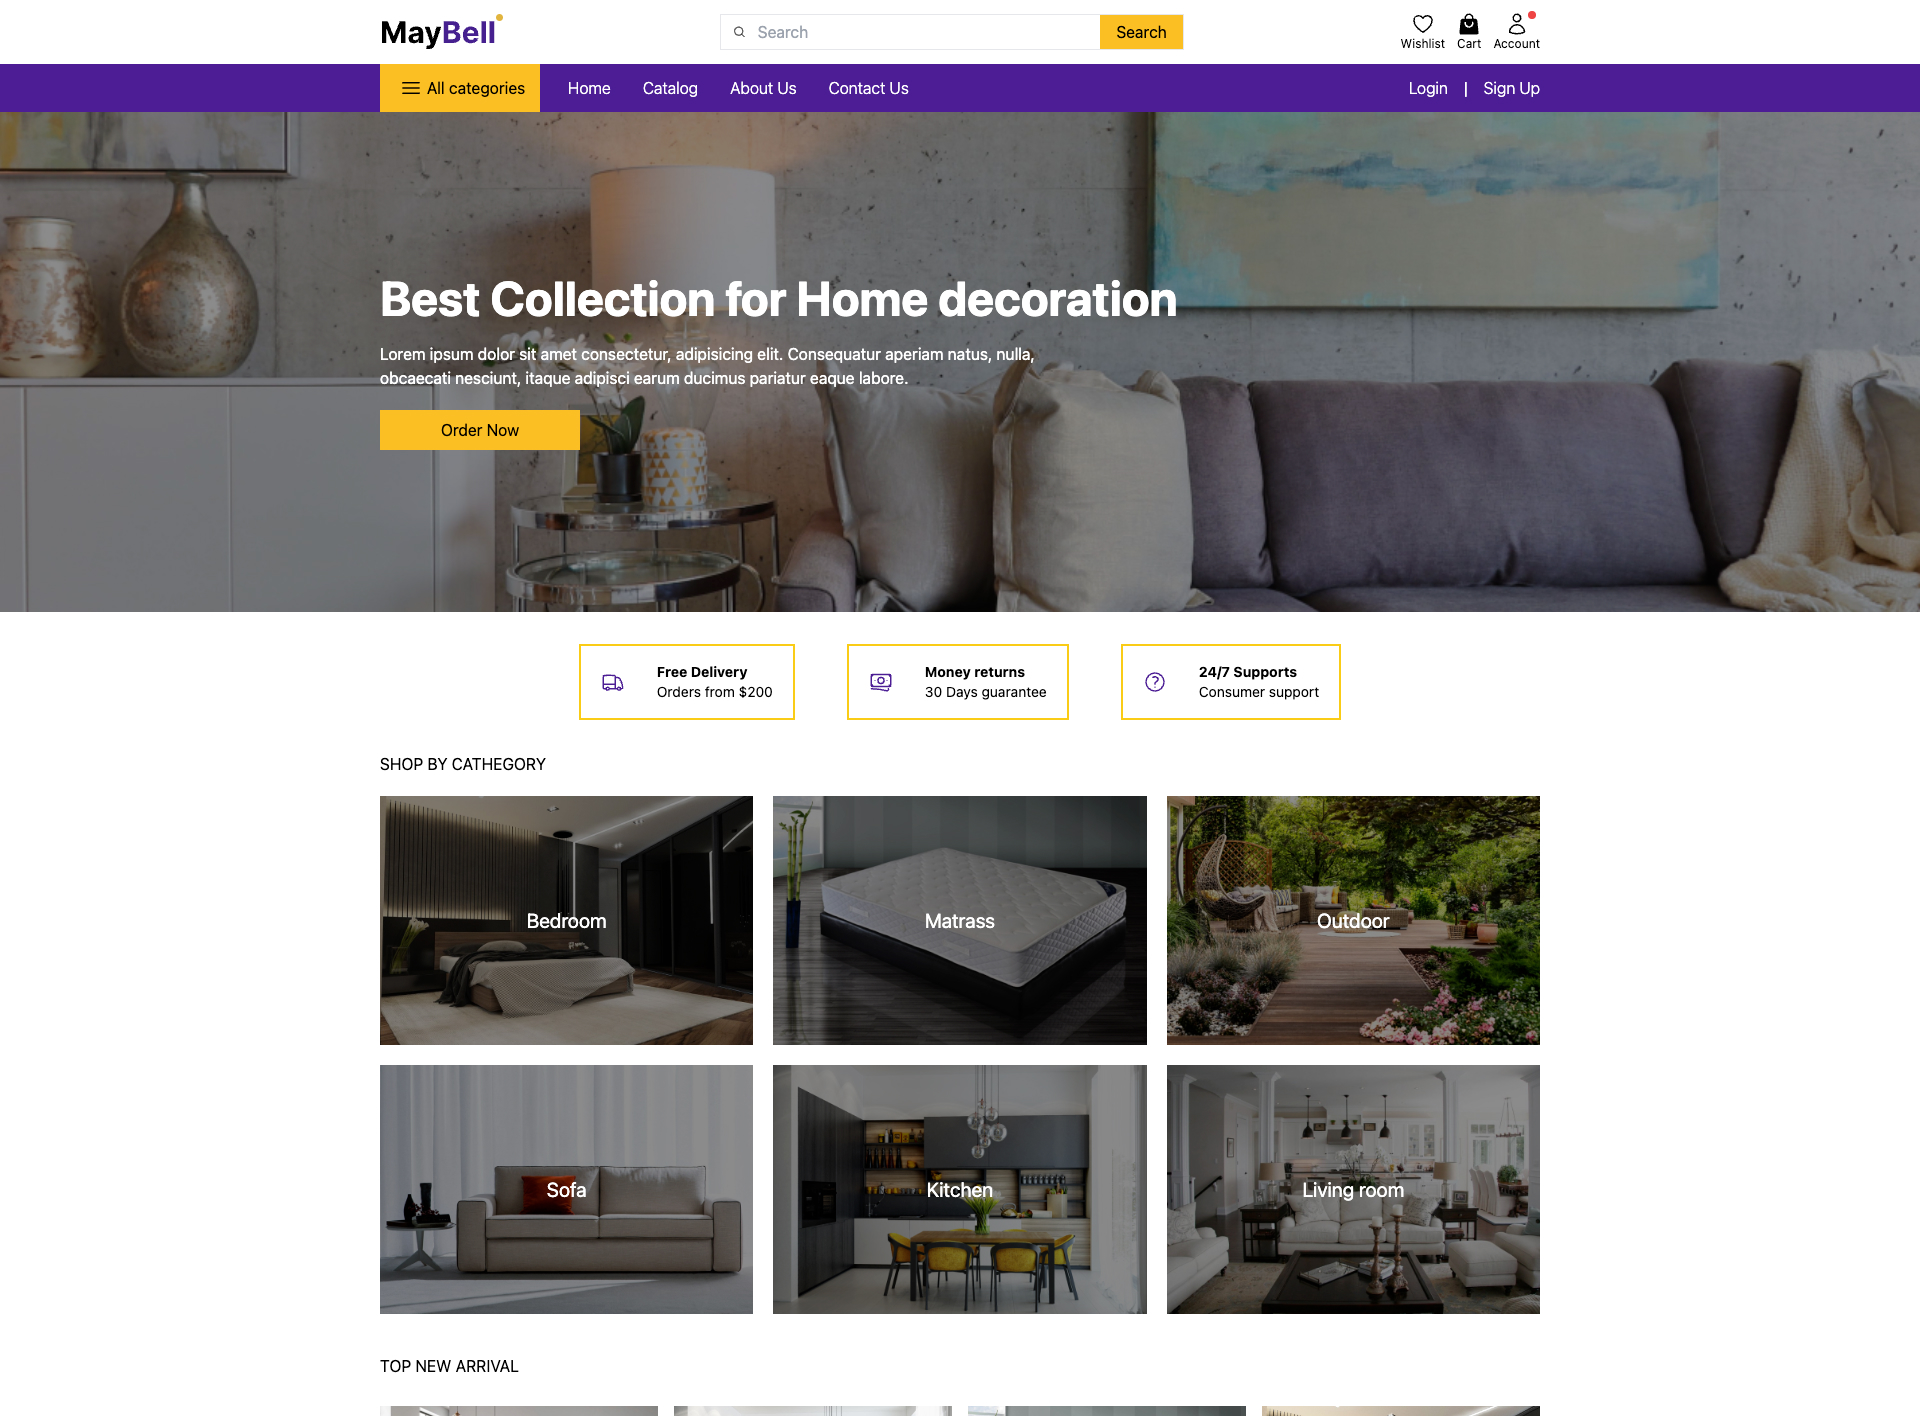 MayBell
Search
Search
Wishlist
Cart
Account
All categories
Home
Catalog
About Us
Contact Us
Login
|
Sign Up
Best Collection for Home decoration
Lorem ipsum dolor sit amet consectetur, adipisicing elit. Consequatur aperiam natus, nulla,
obcaecati nesciunt, itaque adipisci earum ducimus pariatur eaque labore.
Order Now
Free Delivery
Orders from $200
Money returns
30 Days guarantee
24/7 Supports
Consumer support
SHOP BY CATHEGORY
Bedroom
Matrass
Outdoor
Sofa
Kitchen
Living room
TOP NEW ARRIVAL